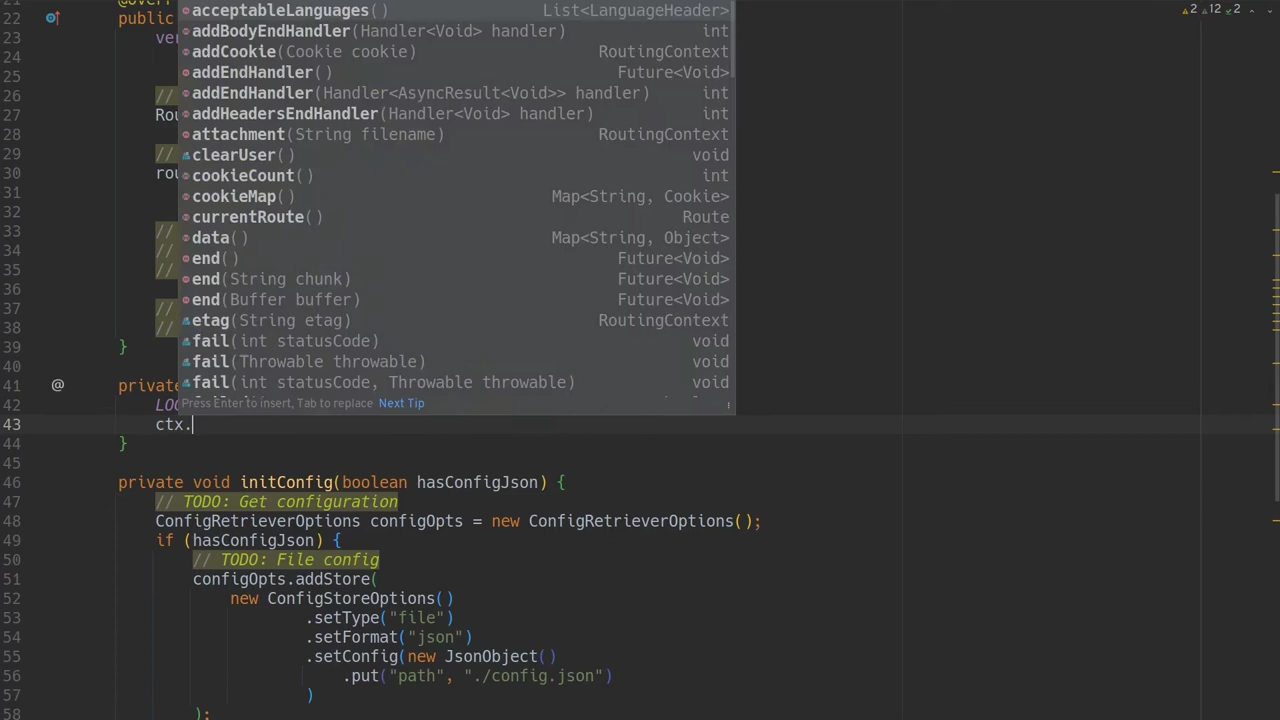 21 @Overr
22 public
23 ver
24
25
26 //
27 Rou
28
29 //
30 rou
31
32
33 //
34 //
35 //
36
37 //
38 //
39 }
40
41 @ private
42 LOG
43 ctx.
44 }
45
46 private void initConfig(boolean hasConfigJson) {
47 // TODO: Get configuration
48 ConfigRetrieverOptions configOpts = new ConfigRetrieverOptions();
49 if (hasConfigJson) {
50 // TODO: File config
51 configOpts.addStore(
52 new ConfigStoreOptions()
53 .setType("file")
54 .setFormat("json")
55 .setConfig(new JsonObject()
56 .put("path", "./config.json")
57 )
58 );
acceptableLanguages() List<LanguageHeader>
addBodyEndHandler(Handler<Void> handler) int
addCookie(Cookie cookie) RoutingContext
addEndHandler() Future<Void>
addEndHandler(Handler<AsyncResult<Void>> handler) int
addHeadersEndHandler(Handler<Void> handler) int
attachment(String filename) RoutingContext
clearUser() void
cookieCount() int
cookieMap() Map<String, Cookie>
currentRoute() Route
data() Map<String, Object>
end() Future<Void>
end(String chunk) Future<Void>
end(Buffer buffer) Future<Void>
etag(String etag) RoutingContext
fail(int statusCode) void
fail(Throwable throwable) void
fail(int statusCode, Throwable throwable) void
Press Enter to insert, Tab to replace Next Tip
2 12 2